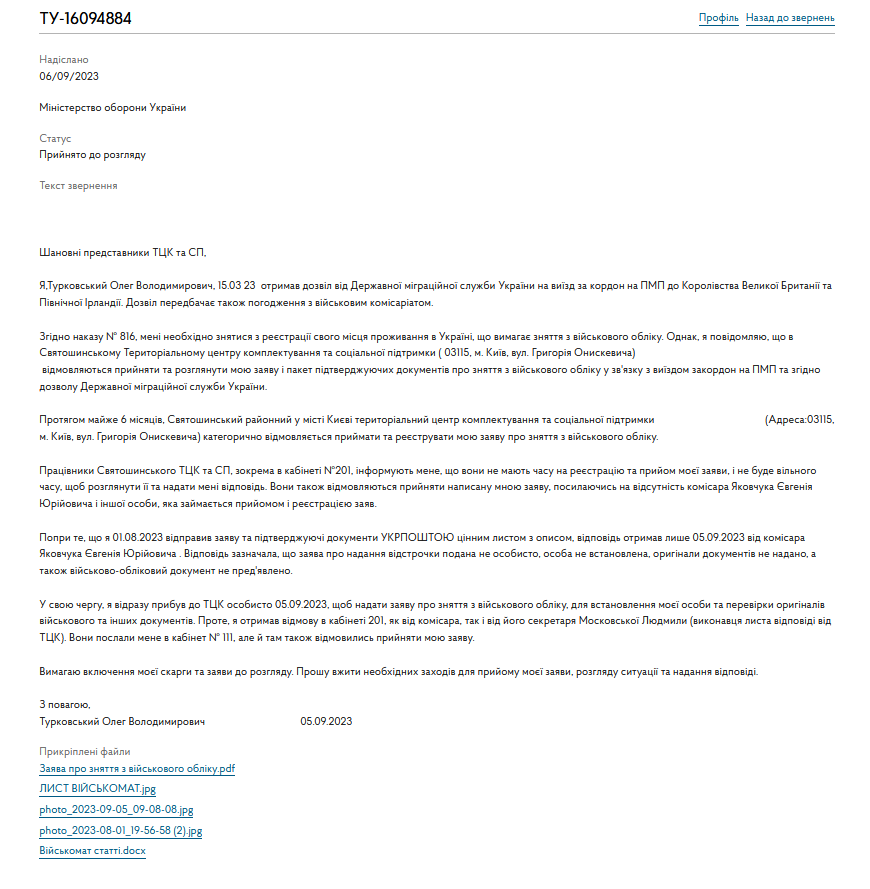 ТУ-16094884
Профіль Назад до звернень
Надіслано
06/09/2023
Міністерство оборони України
Статус
Прийнято до розгляду
Текст звернення
Шановні представники ТЦК та СП,
Я,Турковський Олег Володимирович, 15.03 23 отримав дозвіл від Державної міграційної служби України на виїзд за кордон на ПМП до Королівства Великої Британії та
Північної Ірландії. Дозвіл передбачає також погодження з військовим комісаріатом.
Згідно наказу № 816, мені необхідно знятися з реєстрації свого місця проживання в Україні, що вимагає зняття з військового обліку. Однак, я повідомляю, що в
Святошинському Територіальному центру комплектування та соціальної підтримки ( 03115, м. Київ, вул. Григорія Онискевича)
відмовляються прийняти та розглянути мою заяву і пакет підтверджуючих документів про зняття з військового обліку у зв'язку з виїздом закордон на ПМП та згідно
дозволу Державної міграційної служби України.
Протягом майже 6 місяців, Святошинський районний у місті Києві територіальний центр комплектування та соціальної підтримки (Адреса:03115,
м. Київ, вул. Григорія Онискевича) категорично відмовляється приймати та реєструвати мою заяву про зняття з військового обліку.
Працівники Святошинського ТЦК та СП, зокрема в кабінеті №201, інформують мене, що вони не мають часу на реєстрацію та прийом моєї заяви, і не буде вільного
часу, щоб розглянути її та надати мені відповідь. Вони також відмовляються прийняти написану мною заяву, посилаючись на відсутність комісара Яковчука Євгенія
Юрійовича і іншої особи, яка займається прийомом і реєстрацією заяв.
Попри те, що я 01.08.2023 відправив заяву та підтверджуючі документи УКРПОШТОЮ цінним листом з описом, відповідь отримав лише 05.09.2023 від комісара
Яковчука Євгенія Юрійовича . Відповідь зазначала, що заява про надання відстрочки подана не особисто, особа не встановлена, оригінали документів не надано, а
також військово-обліковий документ не пред'явлено.
У свою чергу, я відразу прибув до ТЦК особисто 05.09.2023, щоб надати заяву про зняття з військового обліку, для встановлення моєї особи та перевірки оригіналів
військового та інших документів. Проте, я отримав відмову в кабінеті 201, як від комісара, так і від його секретаря Московської Людмили (виконавця листа відповіді від
ТЦК). Вони послали мене в кабінет № 111, але й там також відмовились прийняти мою заяву.
Вимагаю включення моєї скарги та заяви до розгляду. Прошу вжити необхідних заходів для прийому моєї заяви, розгляду ситуації та надання відповіді.
З повагою,
Турковський Олег Володимирович 05.09.2023
Прикріплені файли
Заява про зняття з військового обліку.pdf
ЛИСТ ВІЙСЬКОМАТ.jpg
photo_2023-09-05_09-08-08.jpg
photo_2023-08-01_19-56-58 (2).jpg
Військомат статті.docx